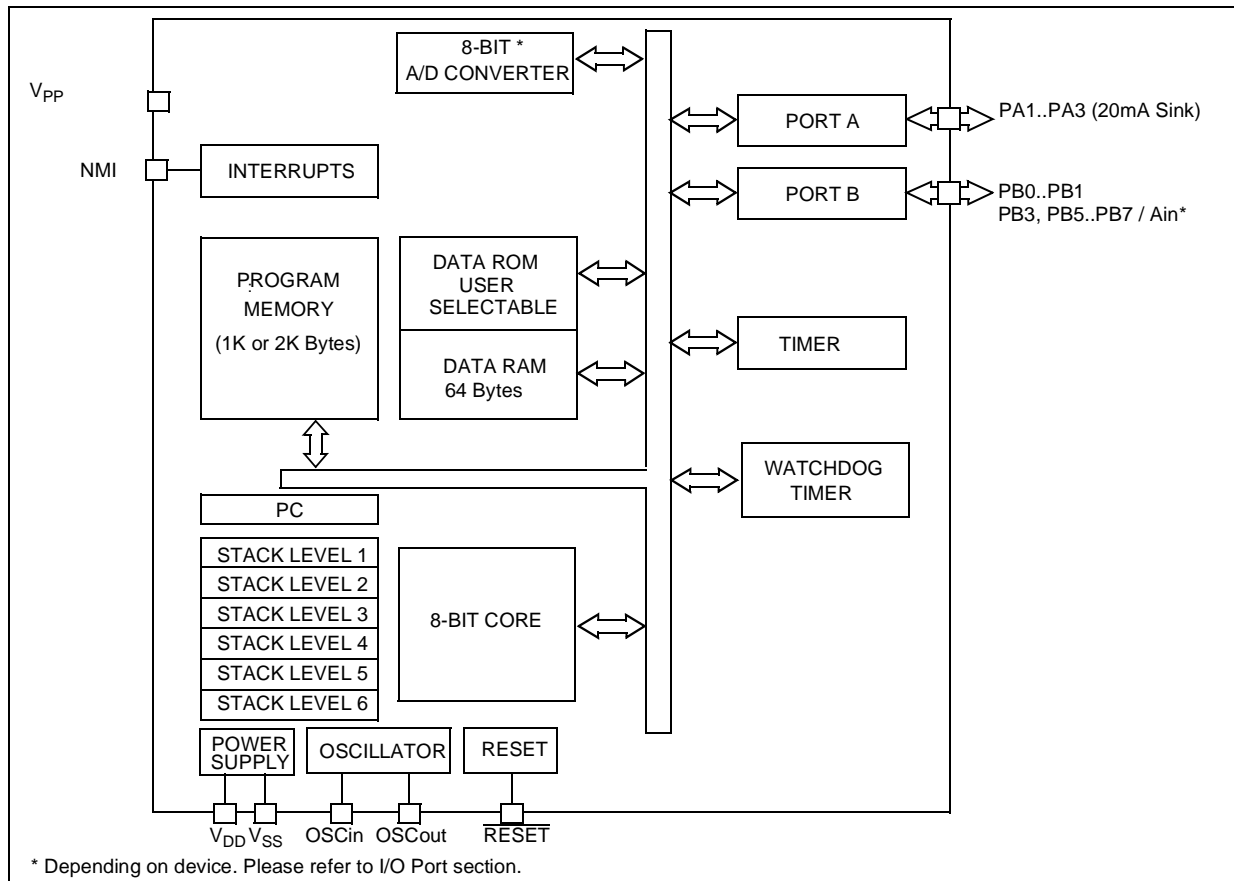 8-BIT *
A/D CONVERTER
V_PP
PORT A
PA1..PA3 (20mA Sink)
NMI
INTERRUPTS
PORT B
PB0..PB1
PB3, PB5..PB7 / Ain*
PROGRAM
MEMORY
(1K or 2K Bytes)
DATA ROM
USER
SELECTABLE
DATA RAM
64 Bytes
TIMER
WATCHDOG
TIMER
PC
STACK LEVEL 1
STACK LEVEL 2
STACK LEVEL 3
STACK LEVEL 4
STACK LEVEL 5
STACK LEVEL 6
8-BIT CORE
POWER
SUPPLY
OSCILLATOR
RESET
V_DD V_SS OSCin OSCout RESET
* Depending on device. Please refer to I/O Port section.